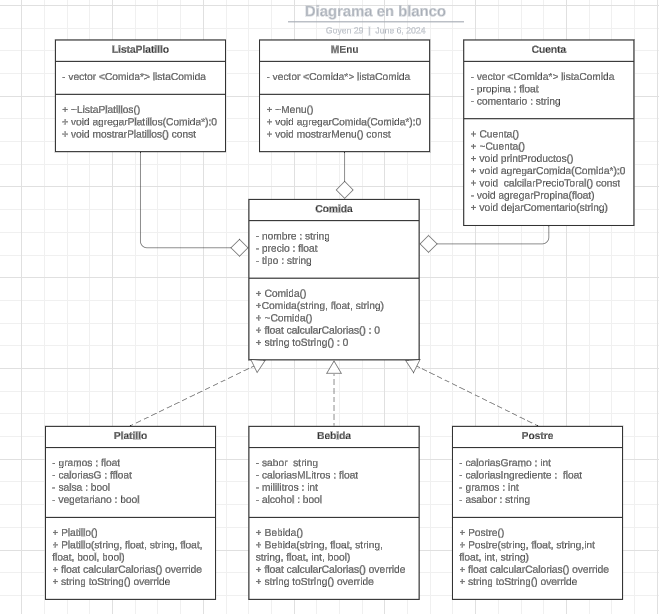 Diagrama en blanco
Goyen 29 | June 6, 2024
ListaPlatillo
- vector <Comida*> listaComida
+ ~ListaPlatillos()
+ void agregarPlatillos(Comida*):0
+ void mostrarPlatillos() const
MEnu
- vector <Comida*> listaComida
+ ~Menu()
+ void agregarComida(Comida*):0
+ void mostrarMenu() const
Cuenta
- vector <Comida*> listaComida
- propina : float
- comentario : string
+ Cuenta()
+ ~Cuenta()
+ void printProductos()
+ void agregarComida(Comida*):0
+ void calcilarPrecioToral() const
- void agregarPropina(float)
+ void dejarComentario(string)
Comida
- nombre : string
- precio : float
- tipo : string
+ Comida()
+Comida(string, float, string)
+ ~Comida()
+ float calcularCalorias() : 0
+ string toString() : 0
Platillo
- gramos : float
- caloriasG : ffloat
- salsa : bool
- vegetariano : bool
+ Platillo()
+ Platillo(string, float, string, float,
float, bool, bool)
+ float calcularCalorias() override
+ string toString() override
Bebida
- sabor string
- caloriasMLitros : float
- mililitros : int
- alcohol : bool
+ Bebida()
+ Bebida(string, float, string,
string, float, int, bool)
+ float calcularCalorias() override
+ string toString() override
Postre
- caloriasGramo : int
- caloriasIngrediente : float
- gramos : int
- asabor : string
+ Postre()
+ Postre(string, float, string,int
float, int, string)
+ float calcularCalorias() override
+ string toString() override